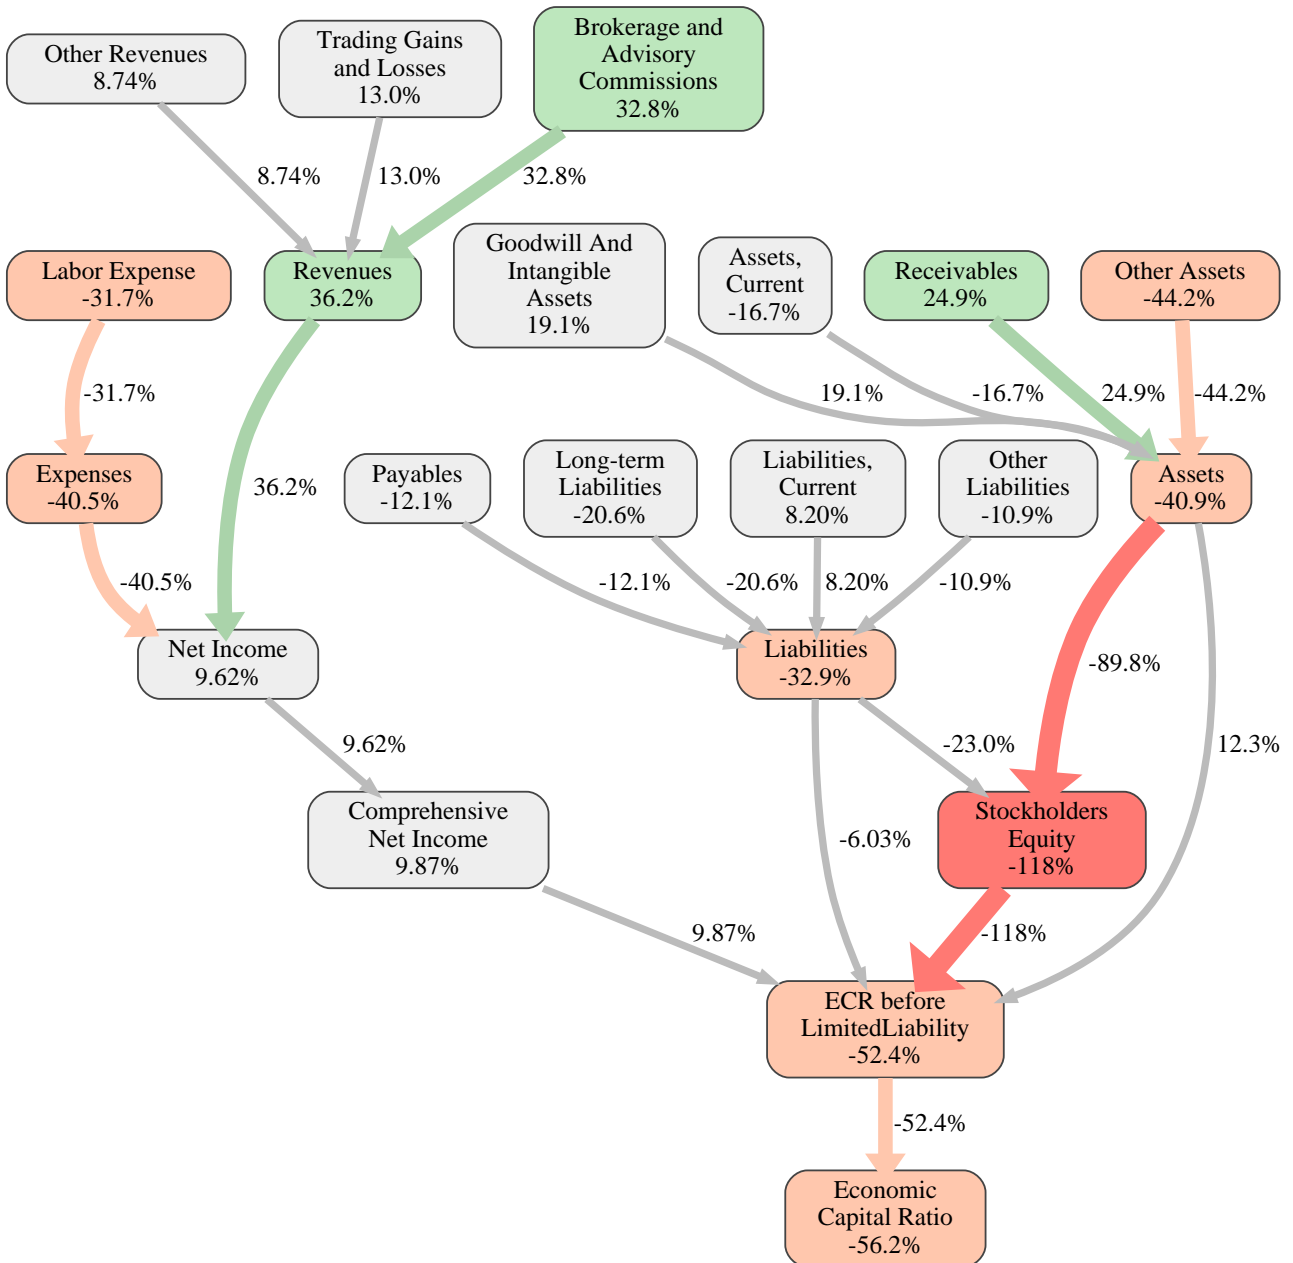 Other Revenues
8.74%
Trading Gains
and Losses
13.0%
Brokerage and
Advisory
Commissions
32.8%
8.74%
13.0%
32.8%
Labor Expense
-31.7%
Revenues
36.2%
Goodwill And
Intangible
Assets
19.1%
Assets,
Current
-16.7%
Receivables
24.9%
Other Assets
-44.2%
-31.7%
19.1%
-16.7%
24.9%
-44.2%
Expenses
-40.5%
36.2%
Payables
-12.1%
Long-term
Liabilities
-20.6%
Liabilities,
Current
8.20%
Other
Liabilities
-10.9%
Assets
-40.9%
-40.5%
-12.1%
-20.6%
8.20%
-10.9%
Net Income
9.62%
Liabilities
-32.9%
-89.8%
9.62%
-23.0%
12.3%
Comprehensive
Net Income
9.87%
-6.03%
Stockholders
Equity
-118%
9.87%
-118%
ECR before
LimitedLiability
-52.4%
-52.4%
Economic
Capital Ratio
-56.2%